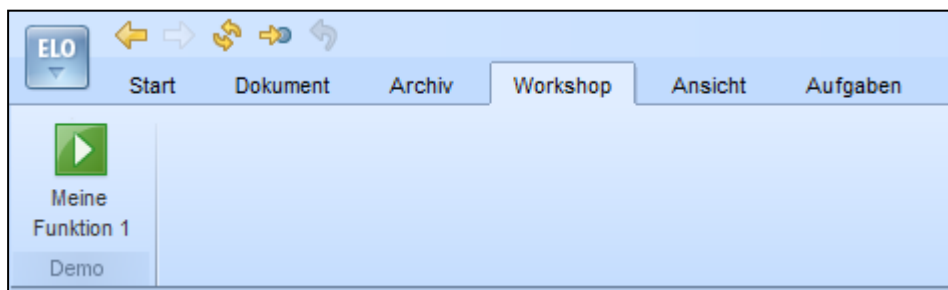 ELO
Start Dokument Archiv Workshop Ansicht Aufgaben
Meine
Funktion 1
Demo